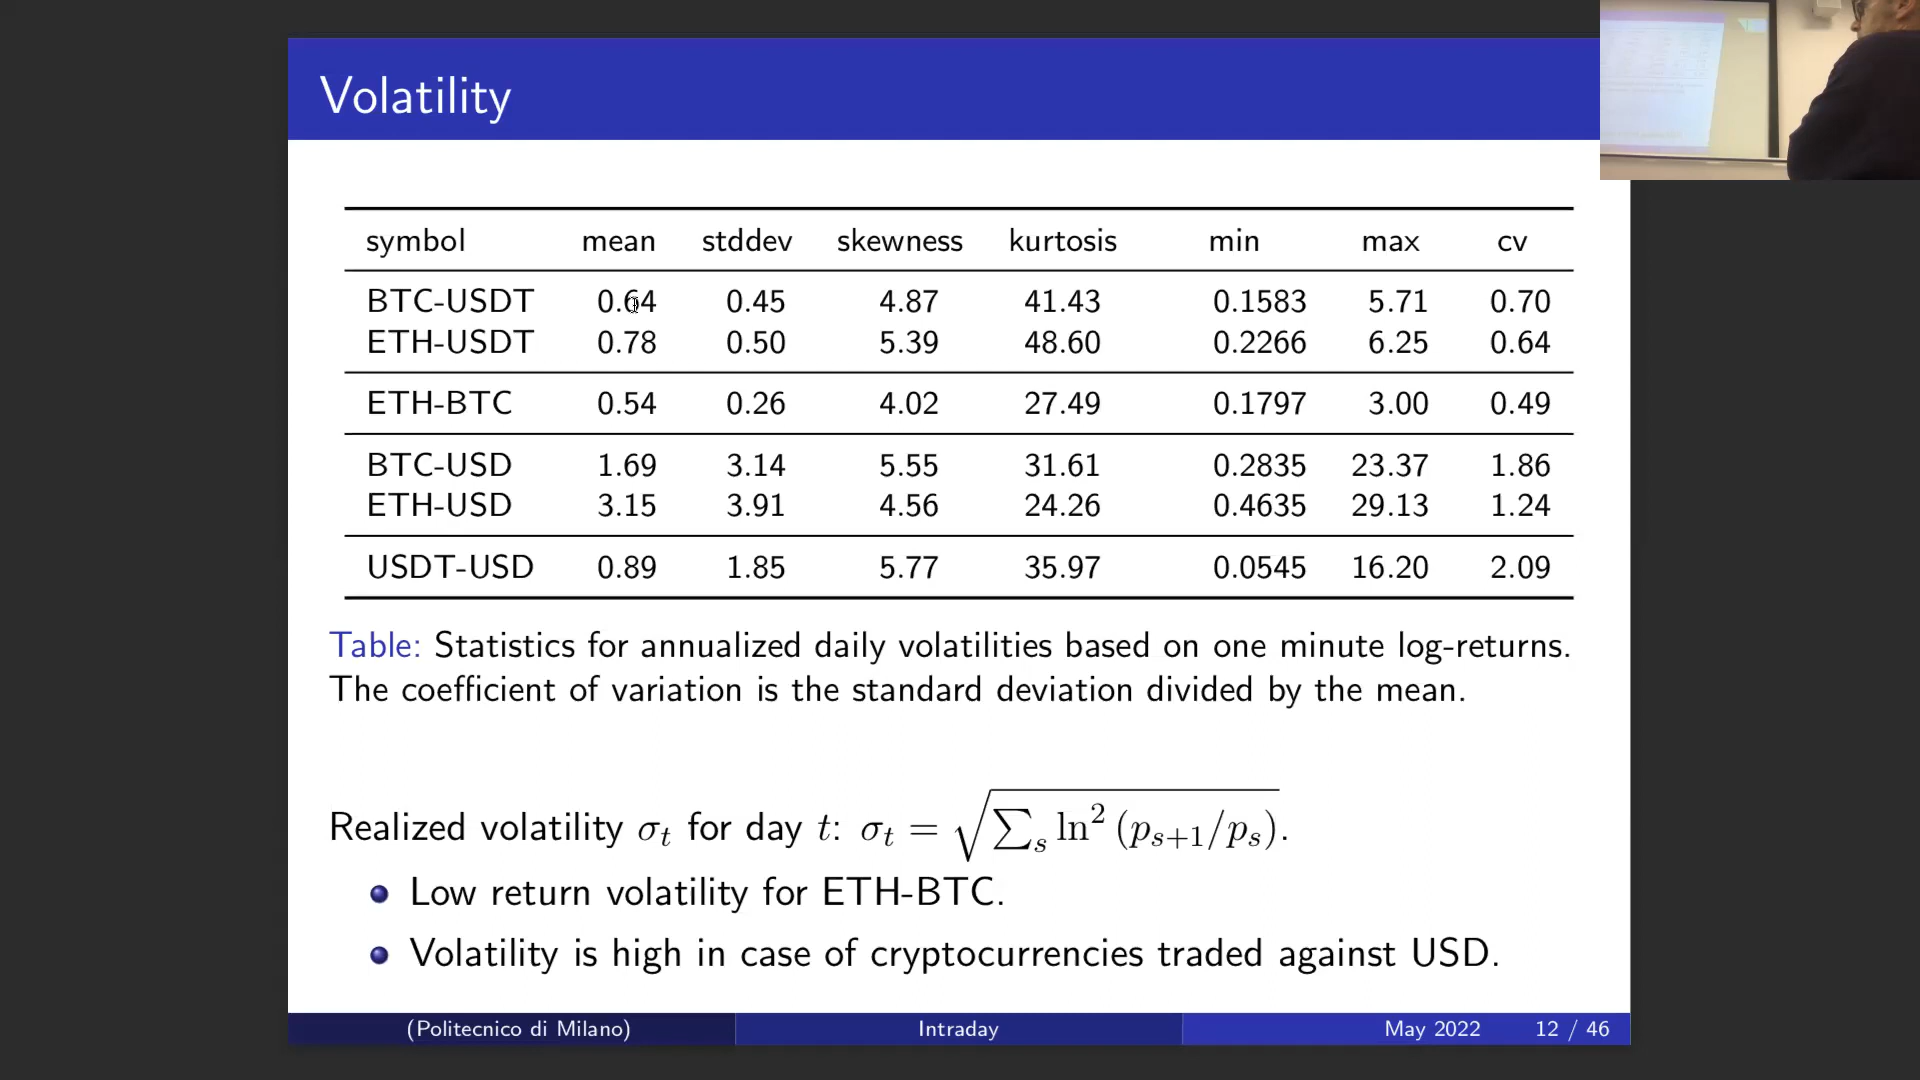 Volatility
symbol mean stddev skewness kurtosis min max cv
BTC-USDT 0.64 0.45 4.87 41.43 0.1583 5.71 0.70
ETH-USDT 0.78 0.50 5.39 48.60 0.2266 6.25 0.64
ETH-BTC 0.54 0.26 4.02 27.49 0.1797 3.00 0.49
BTC-USD 1.69 3.14 5.55 31.61 0.2835 23.37 1.86
ETH-USD 3.15 3.91 4.56 24.26 0.4635 29.13 1.24
USDT-USD 0.89 1.85 5.77 35.97 0.0545 16.20 2.09
Table: Statistics for annualized daily volatilities based on one minute log-returns.
The coefficient of variation is the standard deviation divided by the mean.
Realized volatility σ_t for day t: σ_t = √(∑_s ln² (p_{s+1}/p_s)).
Low return volatility for ETH-BTC.
Volatility is high in case of cryptocurrencies traded against USD.
(Politecnico di Milano) Intraday May 2022 12 / 46